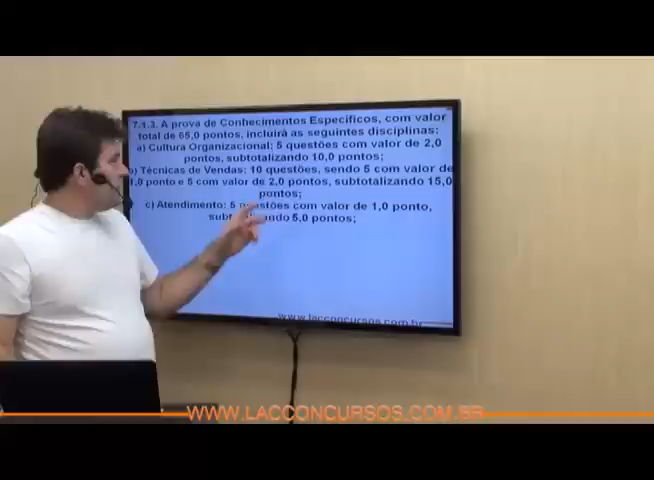 7.1.3. A prova de Conhecimentos Específicos, com valor
total de 65,0 pontos, incluirá as seguintes disciplinas:
a) Cultura Organizacional: 5 questões com valor de 2,0
pontos, subtotalizando 10,0 pontos;
b) Técnicas de Vendas: 10 questões, sendo 5 com valor de
1,0 ponto e 5 com valor de 2,0 pontos, subtotalizando 15,0
pontos;
c) Atendimento: 5 questões com valor de 1,0 ponto,
5,0 pontos;
www.lacconcursos.com.br
WWW.LACCONCURSOS.COM.BR